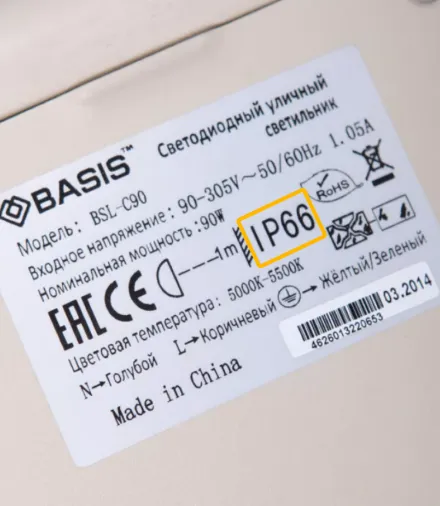 BASIS™
Светодиодный уличный
светильник
Модель: BSL-C90
Входное напряжение: 90-305V～50/60Hz 1.05A
Номинальная мощность:90W
RoHS
1m
IP66
EAC CE
Цветовая температура: 5000K-5500K
N→Голубой L→Коричневый →Жёлтый/Зелёный
Made in China
4626013220653
03.2014